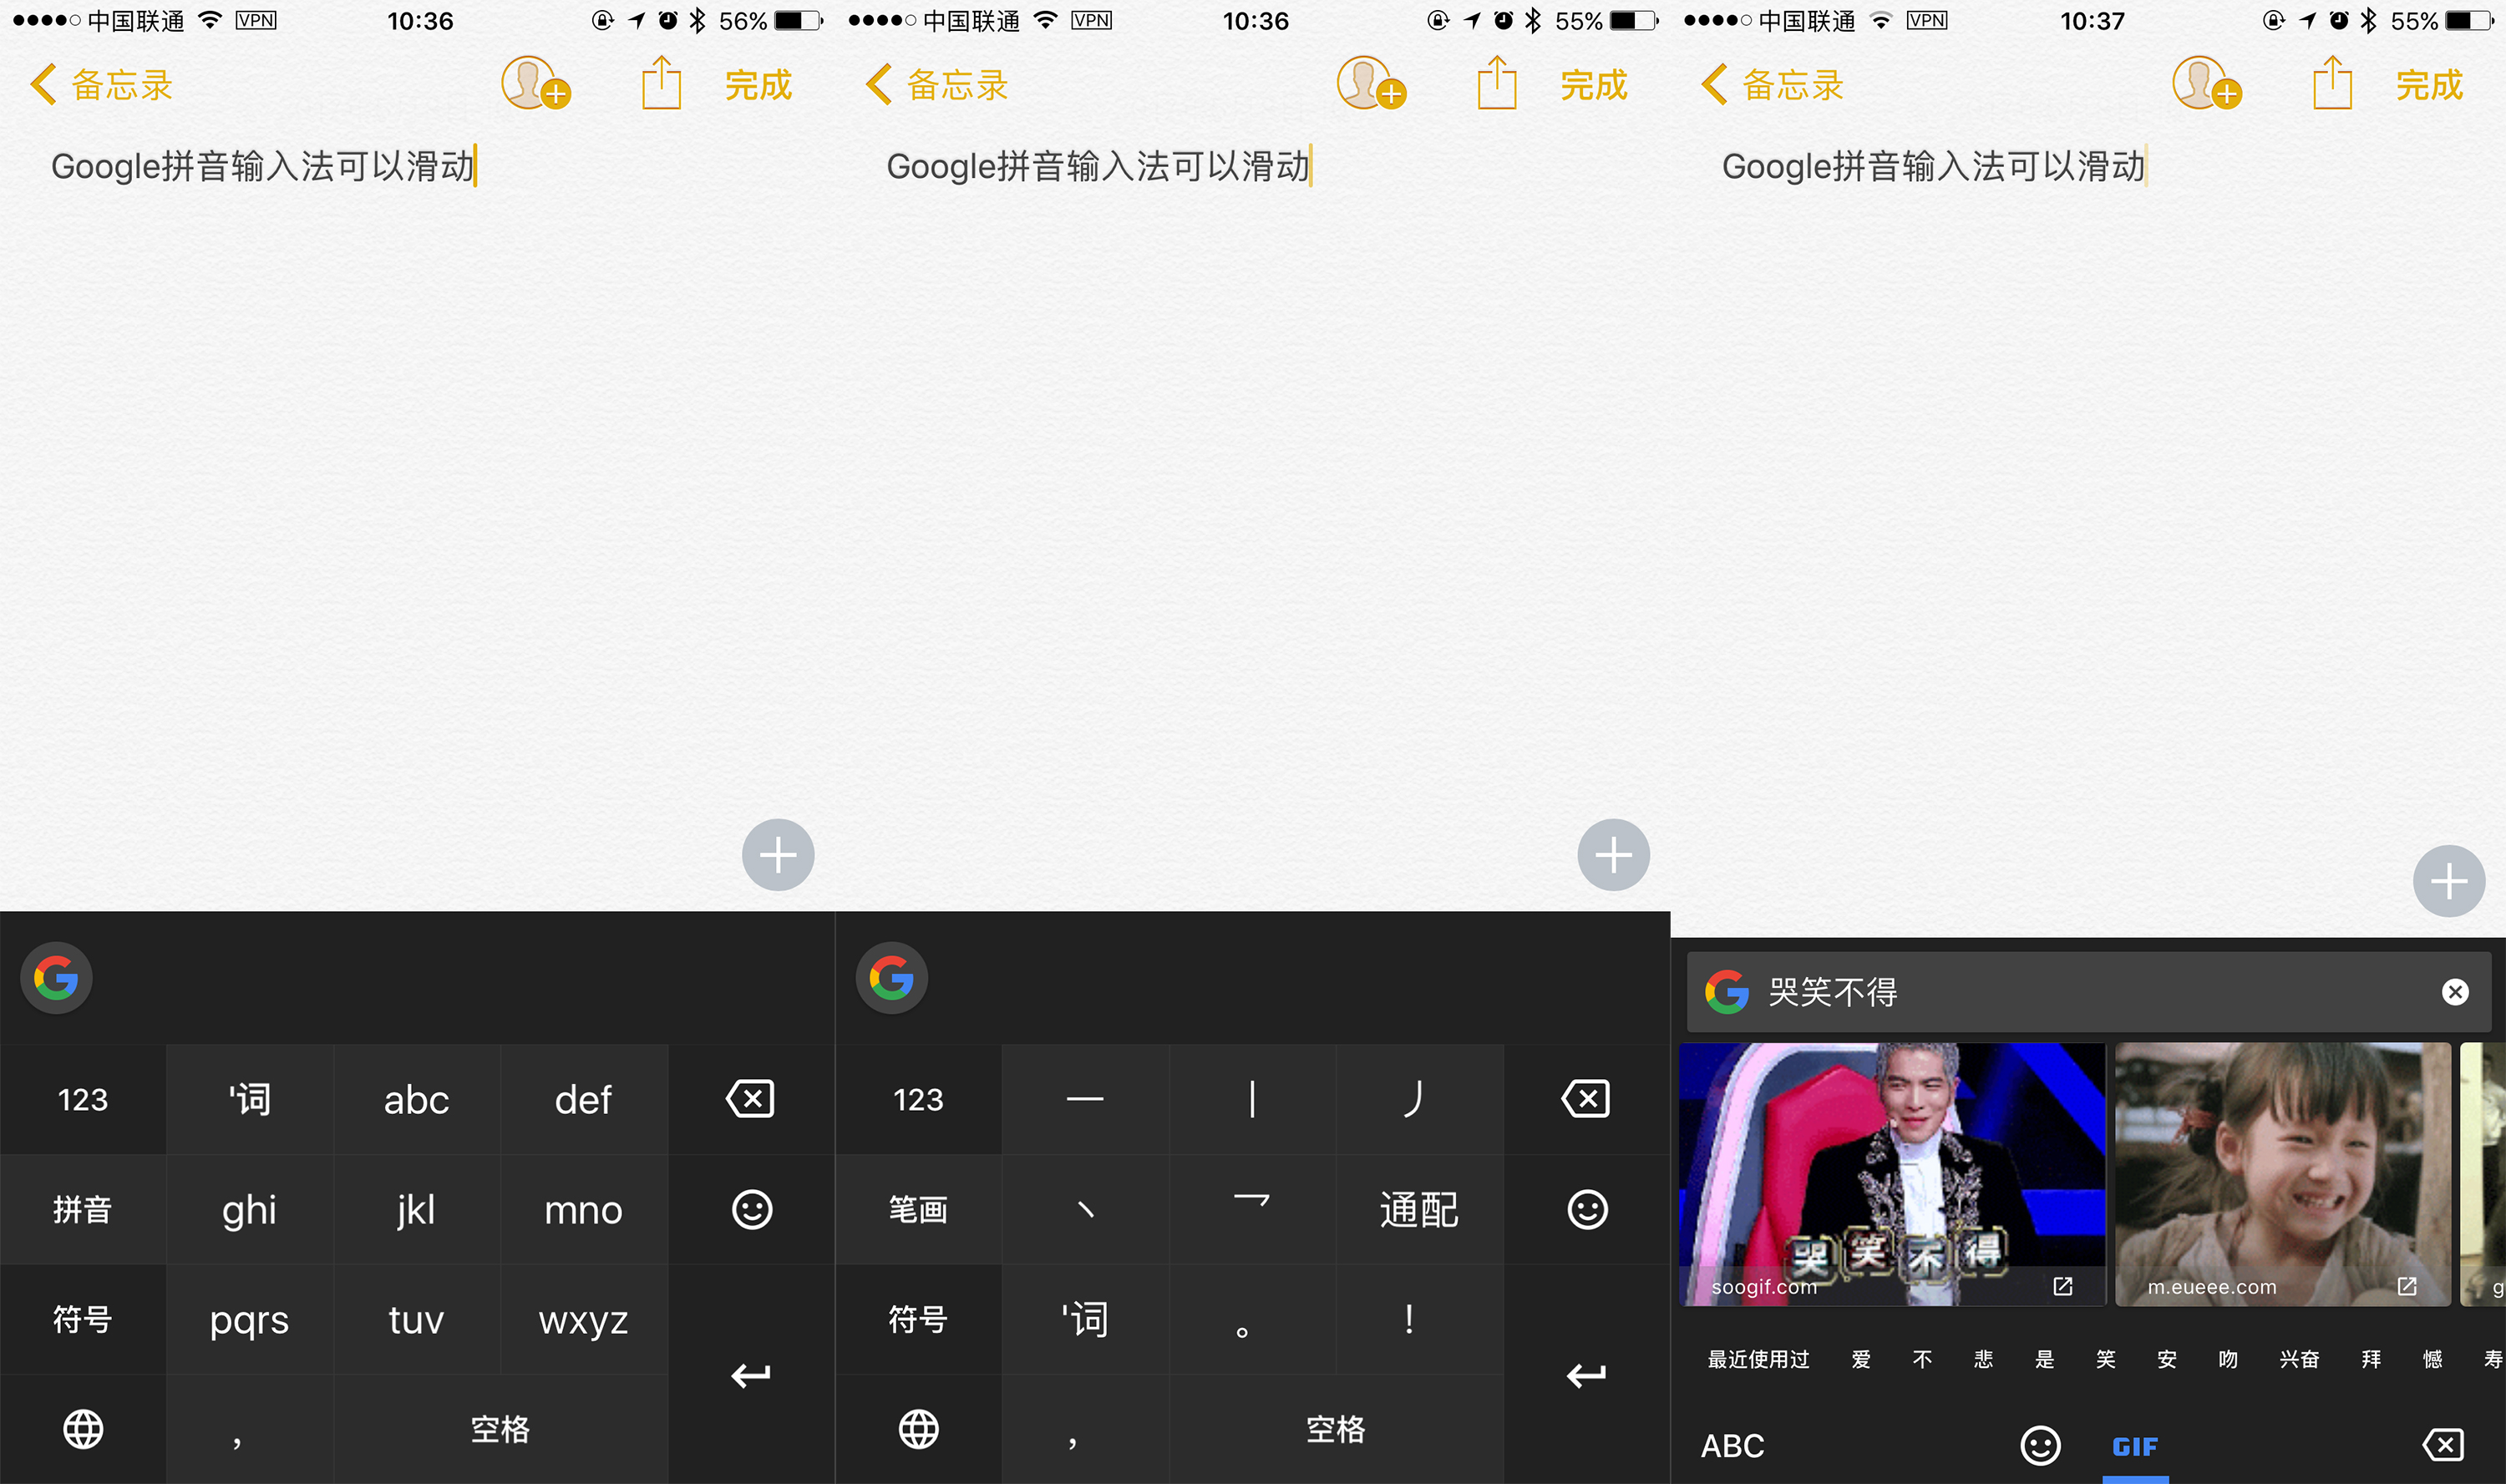 中国联通 VPN 10:36 56%
备忘录 完成
Google拼音输入法可以滑动
123 '词 abc def
拼音 ghi jkl mno
符号 pqrs tuv wxyz
， 空格
中国联通 VPN 10:36 55%
备忘录 完成
Google拼音输入法可以滑动
123 一 丨 丿
笔画 丶 乛 通配
符号 '词 。 ！
， 空格
中国联通 VPN 10:37 55%
备忘录 完成
Google拼音输入法可以滑动
哭笑不得
哭笑不得
soogif.com m.eueee.com g
最近使用过 爱 不 悲 是 笑 安 吻 兴奋 拜 憾 寿
ABC GIF